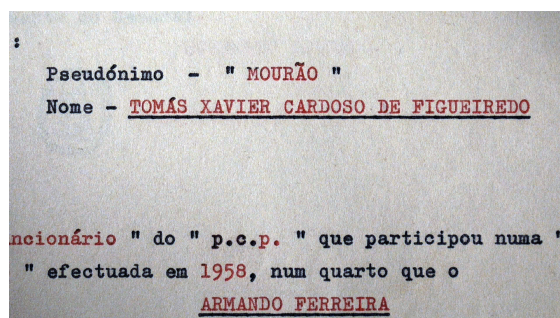 :
Pseudónimo - " MOURÃO "
Nome - TOMÁS XAVIER CARDOSO DE FIGUEIREDO
ncionário " do " p.c.p. " que participou numa "
" efectuada em 1958, num quarto que o
ARMANDO FERREIRA